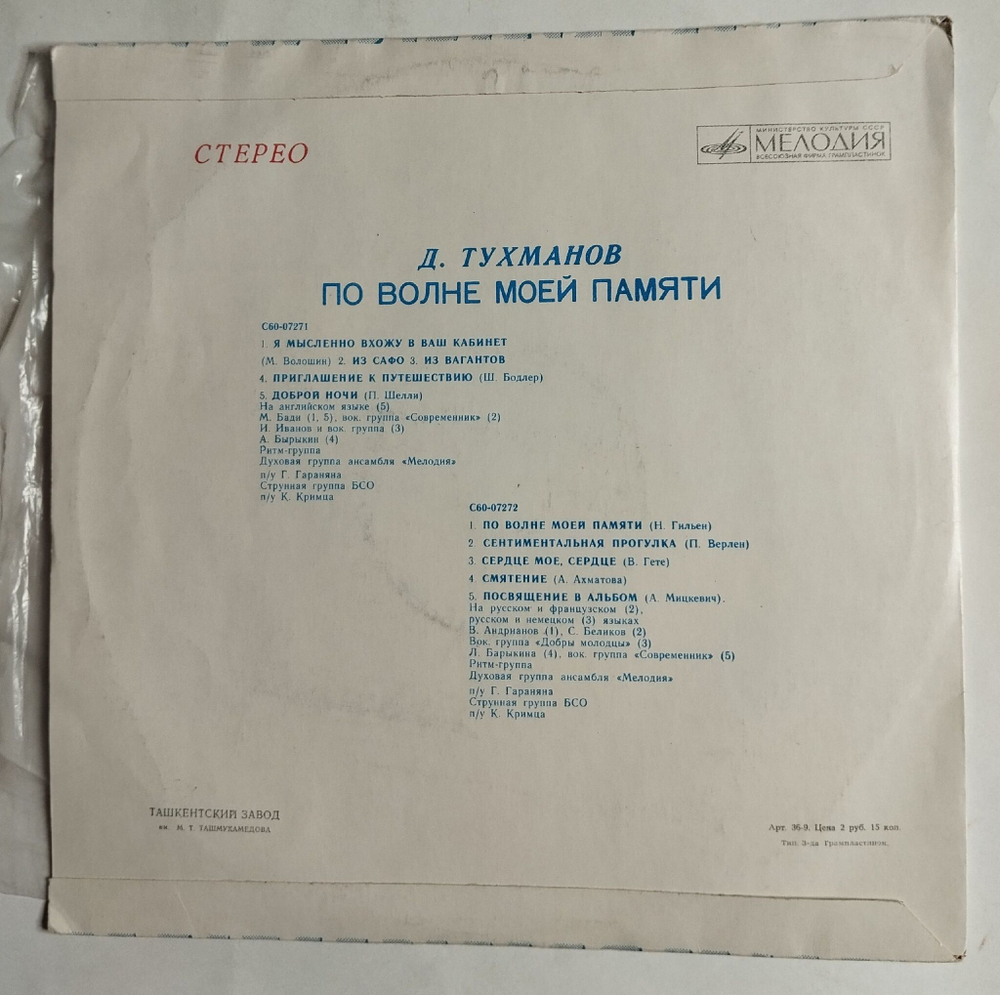 СТЕРЕО
МИНИСТЕРСТВО КУЛЬТУРЫ СССР
МЕЛОДИЯ
ВСЕСОЮЗНАЯ ФИРМА ГРАМПЛАСТИНОК
Д. ТУХМАНОВ
ПО ВОЛНЕ МОЕЙ ПАМЯТИ
С60-07271
1. Я МЫСЛЕННО ВХОЖУ В ВАШ КАБИНЕТ
(М. Волошин) 2. ИЗ САФО 3. ИЗ ВАГАНТОВ
4. ПРИГЛАШЕНИЕ К ПУТЕШЕСТВИЮ (Ш. Бодлер)
5. ДОБРОЙ НОЧИ (П. Шелли)
На английском языке (5)
М. Бади (1, 5), вок. группа «Современник» (2)
И. Иванов и вок. группа (3)
А. Бырыкин (4)
Ритм-группа
Духовая группа ансамбля «Мелодия»
п/у Г. Гараняна
Струнная группа БСО
п/у К. Кримца
С60-07272
1. ПО ВОЛНЕ МОЕЙ ПАМЯТИ (Н. Гильен)
2. СЕНТИМЕНТАЛЬНАЯ ПРОГУЛКА (П. Верлен)
3. СЕРДЦЕ МОЕ, СЕРДЦЕ (В. Гете)
4. СМЯТЕНИЕ (А. Ахматова)
5. ПОСВЯЩЕНИЕ В АЛЬБОМ (А. Мицкевич).
На русском и французском (2),
русском и немецком (3) языках
В. Андрианов (1), С. Беликов (2)
Вок. группа «Добры молодцы» (3)
Л. Барыкина (4), вок. группа «Современник» (5)
Ритм-группа
Духовая группа ансамбля «Мелодия»
п/у Г. Гараняна
Струнная группа БСО
п/у К. Кримца
ТАШКЕНТСКИЙ ЗАВОД
им. М. Т. ТАШМУХАМЕДОВА
Арт. 36-9. Цена 2 руб. 15 коп.
Тип. З-да Грампластинок.